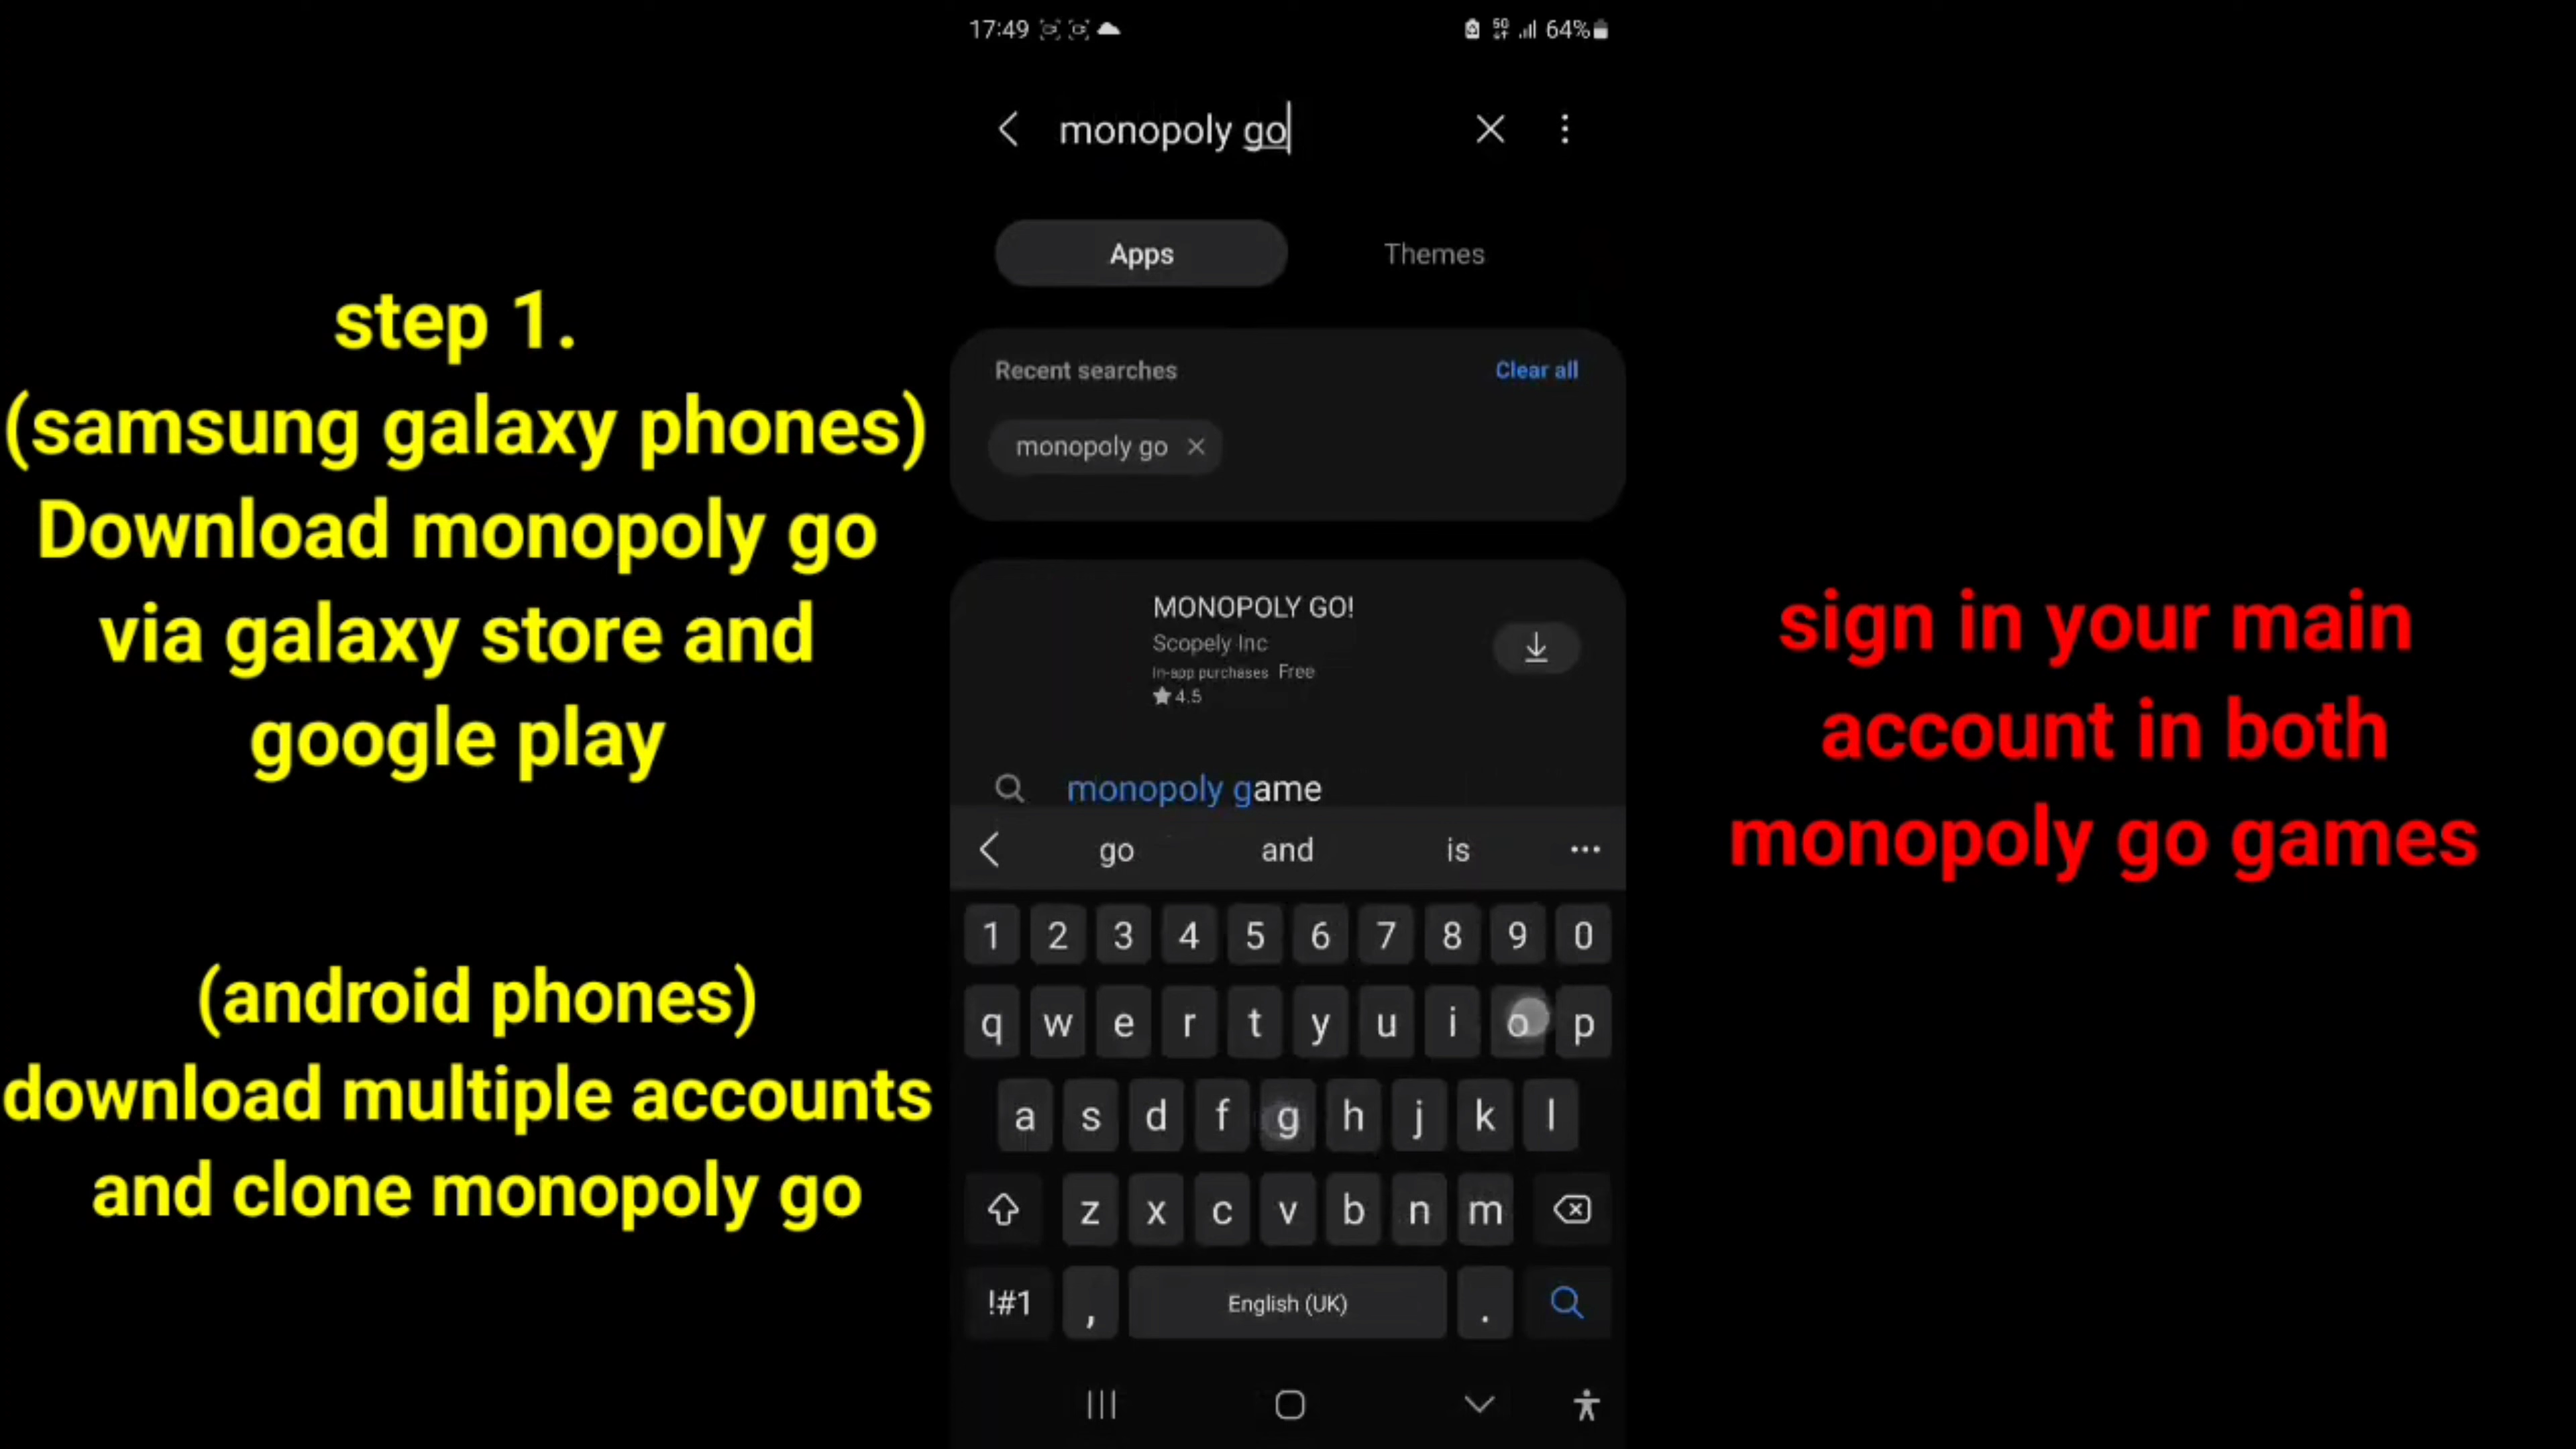 17:49
5G
64%
monopoly go
Apps
Themes
Recent searches
Clear all
monopoly go
MONOPOLY GO!
Scopely Inc
In-app purchases Free
4.5
monopoly game
go
and
is
1 2 3 4 5 6 7 8 9 0
q w e r t y u i o p
a s d f g h j k l
z x c v b n m
!#1 , English (UK) .
step 1.
(samsung galaxy phones)
Download monopoly go
via galaxy store and
google play
(android phones)
download multiple accounts
and clone monopoly go
sign in your main
account in both
monopoly go games